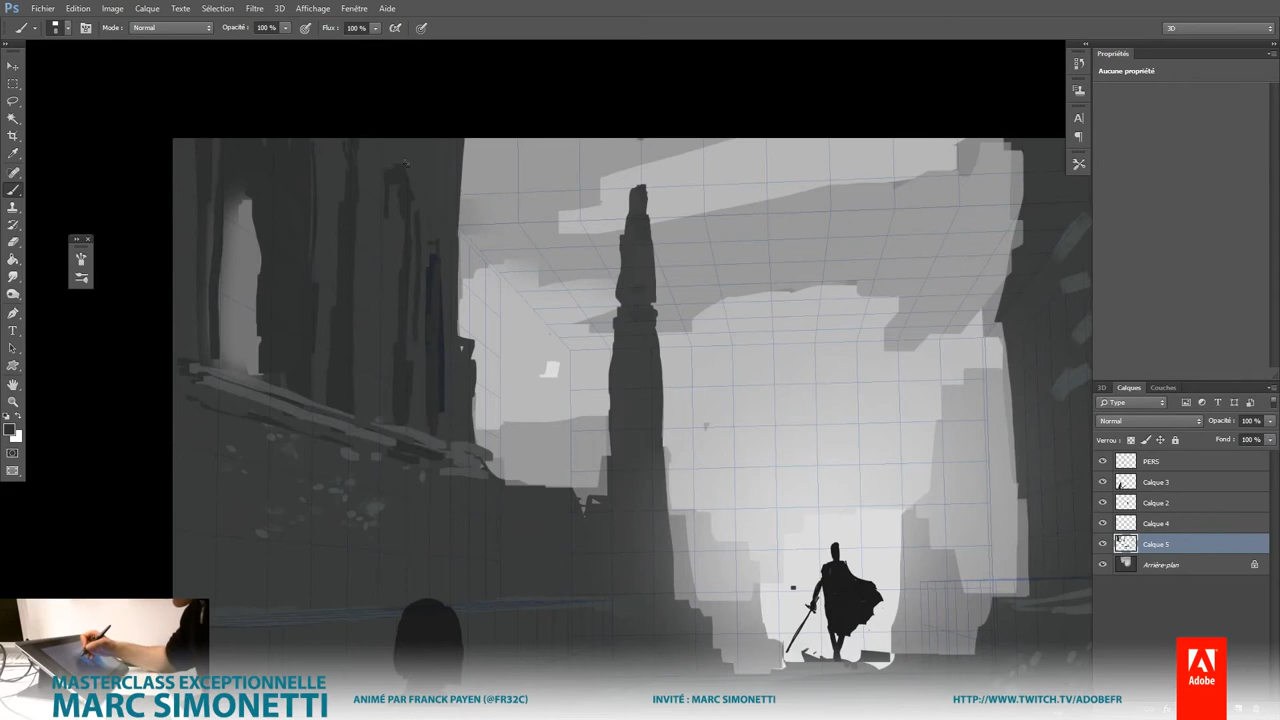 Ps Fichier Edition Image Calque Texte Sélection Filtre 3D Affichage Fenêtre Aide
Mode : Normal Opacité : 100 % Flux : 100 % 3D
Propriétés
Aucune propriété
3D Calques Couches
Type
Normal Opacité : 100 %
Verrou : Fond : 100 %
PERS
Calque 3
Calque 2
Calque 4
Calque 5
Arrière-plan
MASTERCLASS EXCEPTIONNELLE
MARC SIMONETTI
ANIMÉ PAR FRANCK PAYEN (@FR32C)
INVITÉ : MARC SIMONETTI
HTTP://WWW.TWITCH.TV/ADOBEFR
Adobe